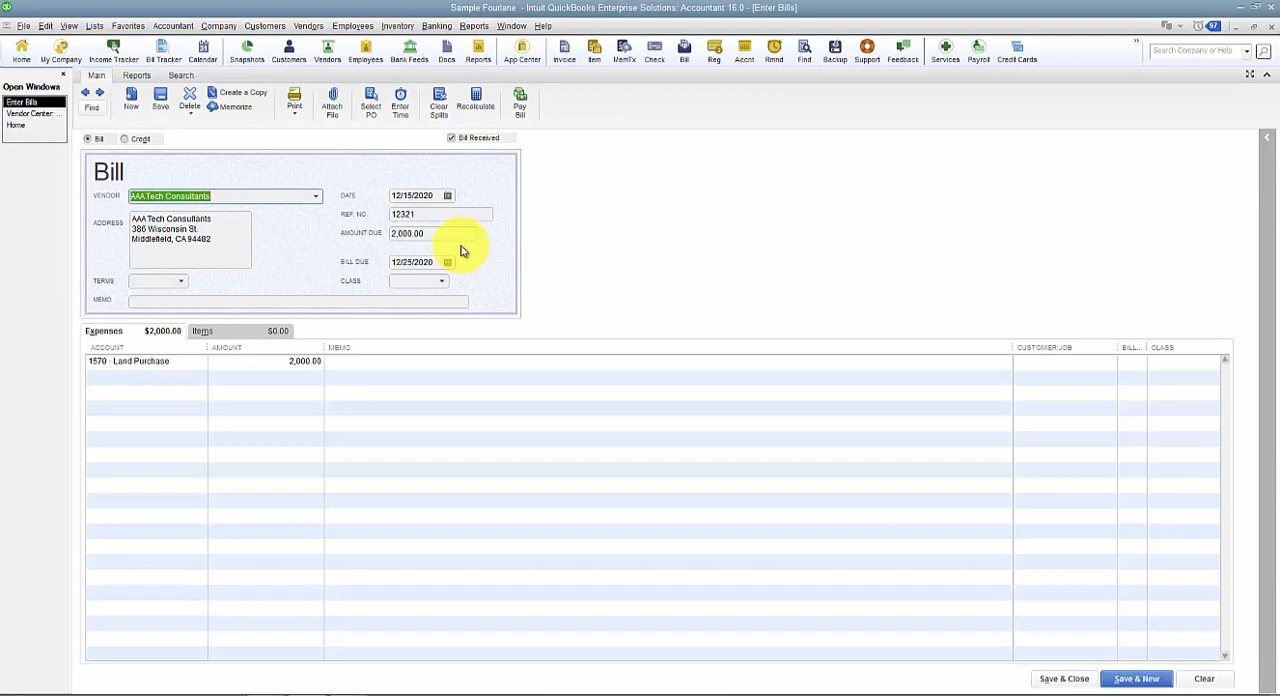 Sample Fourlane - Intuit QuickBooks Enterprise Solutions: Accountant 16.0 - [Enter Bills]
File Edit View Lists Favorites Accountant Company Customers Vendors Employees Inventory Banking Reports Window Help 97
Home My Company Income Tracker Bill Tracker Calendar Snapshots Customers Vendors Employees Bank Feeds Docs Reports App Center Invoice Item MemTx Check Bill Reg Accnt Rmnd Find Backup Support Feedback Services Payroll Credit Cards Search Company or Help
Open Windows
Enter Bills
Vendor Center: ...
Home
Main Reports Search
Find New Save Delete Create a Copy
Memorize
Print Attach File Select PO Enter Time Clear Splits Recalculate Pay Bill
Bill Credit Bill Received
Bill
VENDOR AAA Tech Consultants DATE 12/15/2020
ADDRESS AAA Tech Consultants
386 Wisconsin St.
Middlefield, CA 94482
REF. NO. 12321
AMOUNT DUE 2,000.00
BILL DUE 12/25/2020
TERMS CLASS
MEMO
Expenses $2,000.00 Items $0.00
ACCOUNT AMOUNT MEMO CUSTOMER:JOB BILL... CLASS
1570 · Land Purchase 2,000.00
Save & Close Save & New Clear